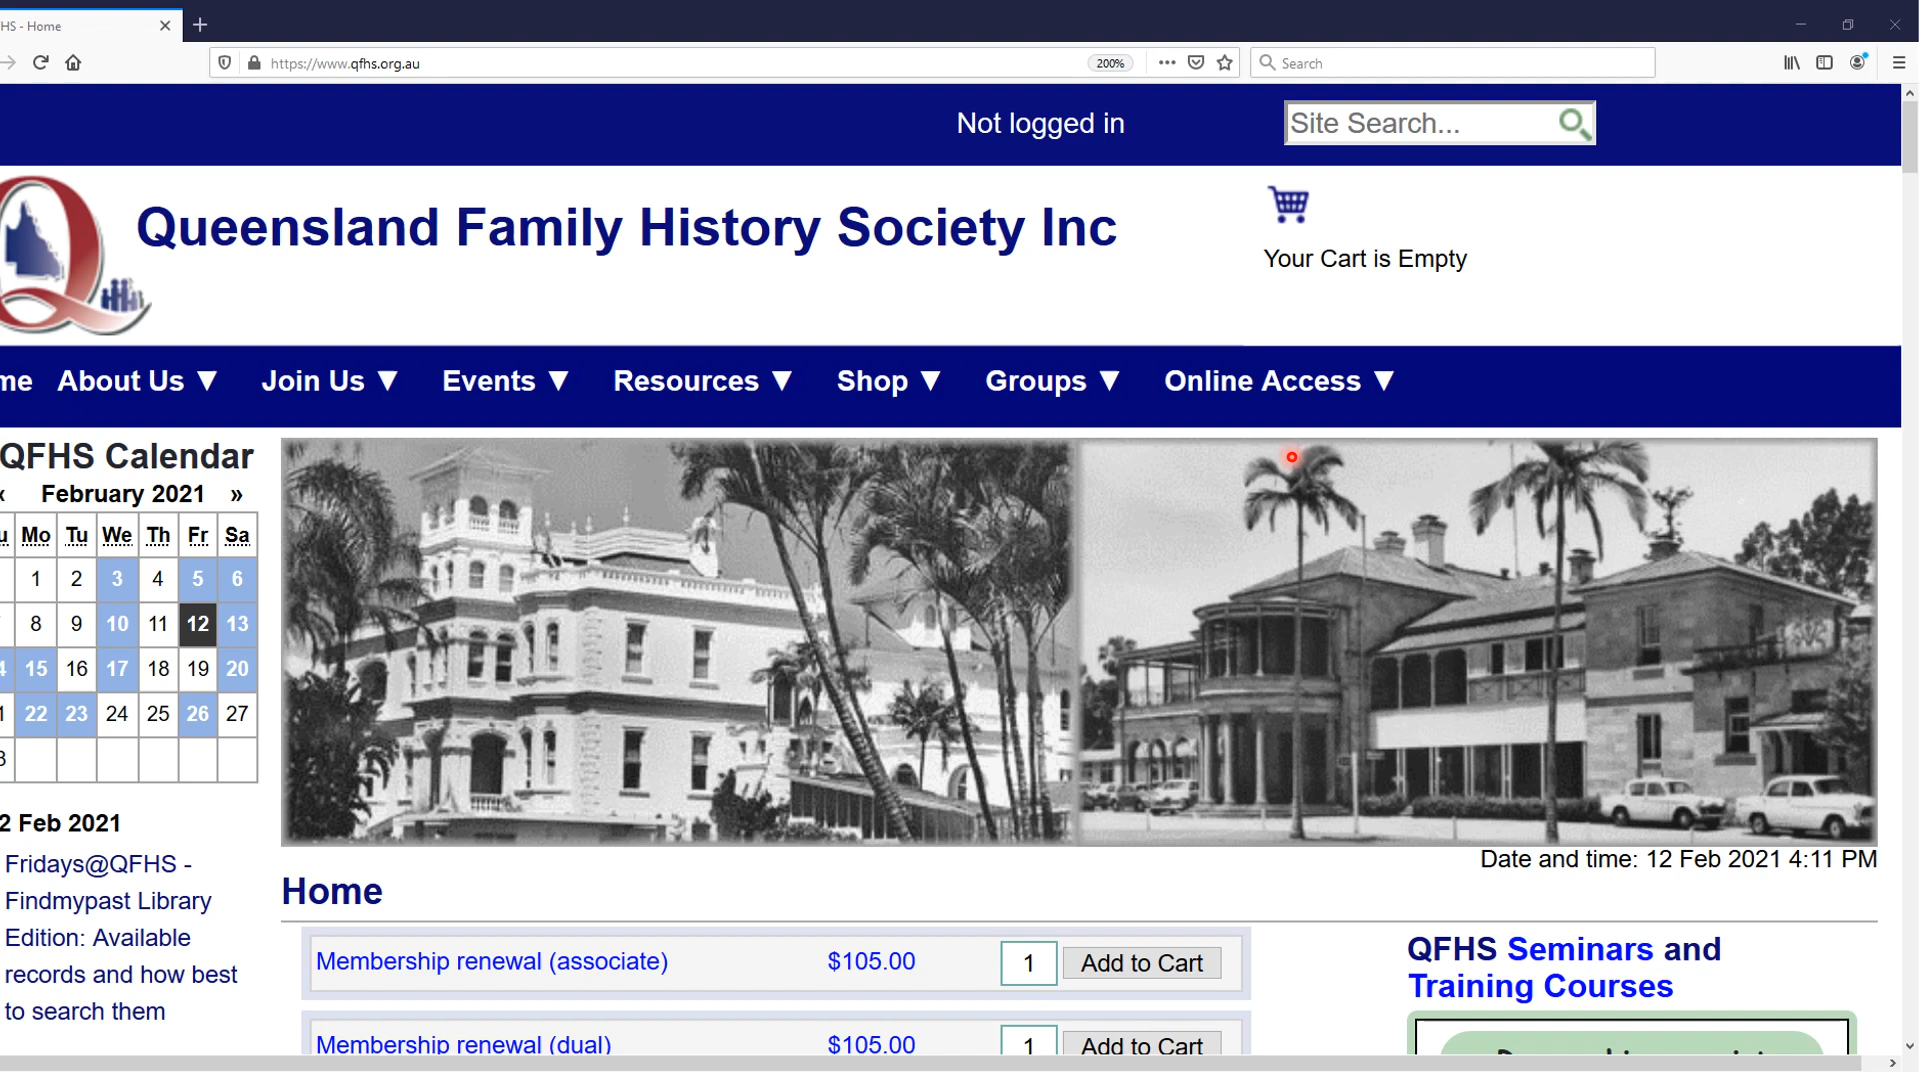 HS - Home
https://www.qfhs.org.au
200%
Search
Not logged in
Site Search...
Queensland Family History Society Inc
Your Cart is Empty
me About Us ▼ Join Us ▼ Events ▼ Resources ▼ Shop ▼ Groups ▼ Online Access ▼
QFHS Calendar
February 2021 »
u Mo Tu We Th Fr Sa
1 2 3 4 5 6
8 9 10 11 12 13
4 15 16 17 18 19 20
1 22 23 24 25 26 27
8
2 Feb 2021
Fridays@QFHS -
Findmypast Library
Edition: Available
records and how best
to search them
Date and time: 12 Feb 2021 4:11 PM
Home
Membership renewal (associate) $105.00 1 Add to Cart
Membership renewal (dual) $105.00 1 Add to Cart
QFHS Seminars and
Training Courses